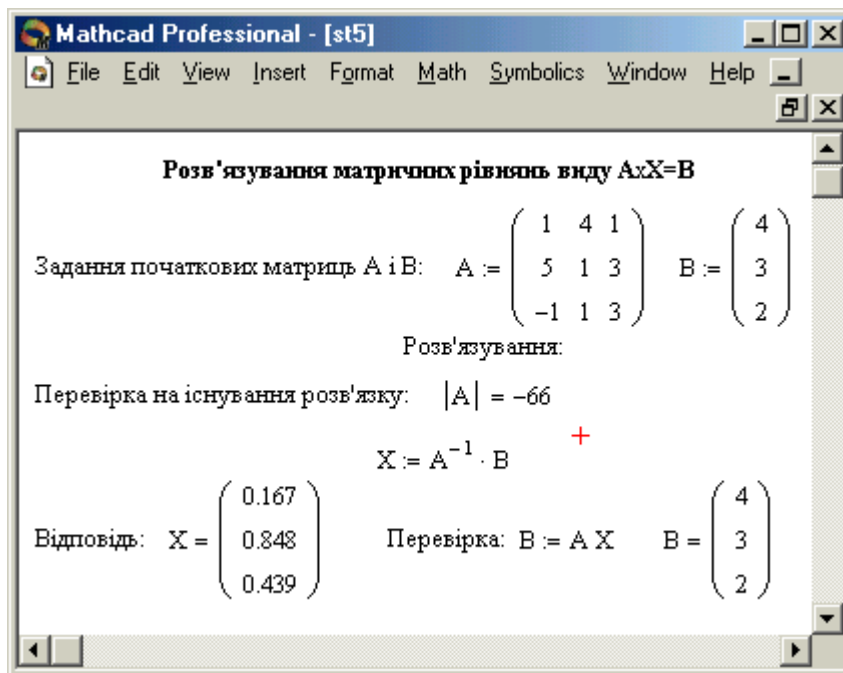 Mathcad Professional - [st5]
File Edit View Insert Format Math Symbolics Window Help
Розв'язування матричних рівнянь виду AxX=B
Задання початкових матриць A і B: A := ( 1 4 1 ) B := ( 4 )
( 5 1 3 ) ( 3 )
( −1 1 3 ) ( 2 )
Розв'язування:
Перевірка на існування розв'язку: |A| = −66
X := A⁻¹ · B
Відповідь: X = ( 0.167 ) Перевірка: B := A X B = ( 4 )
( 0.848 ) ( 3 )
( 0.439 ) ( 2 )